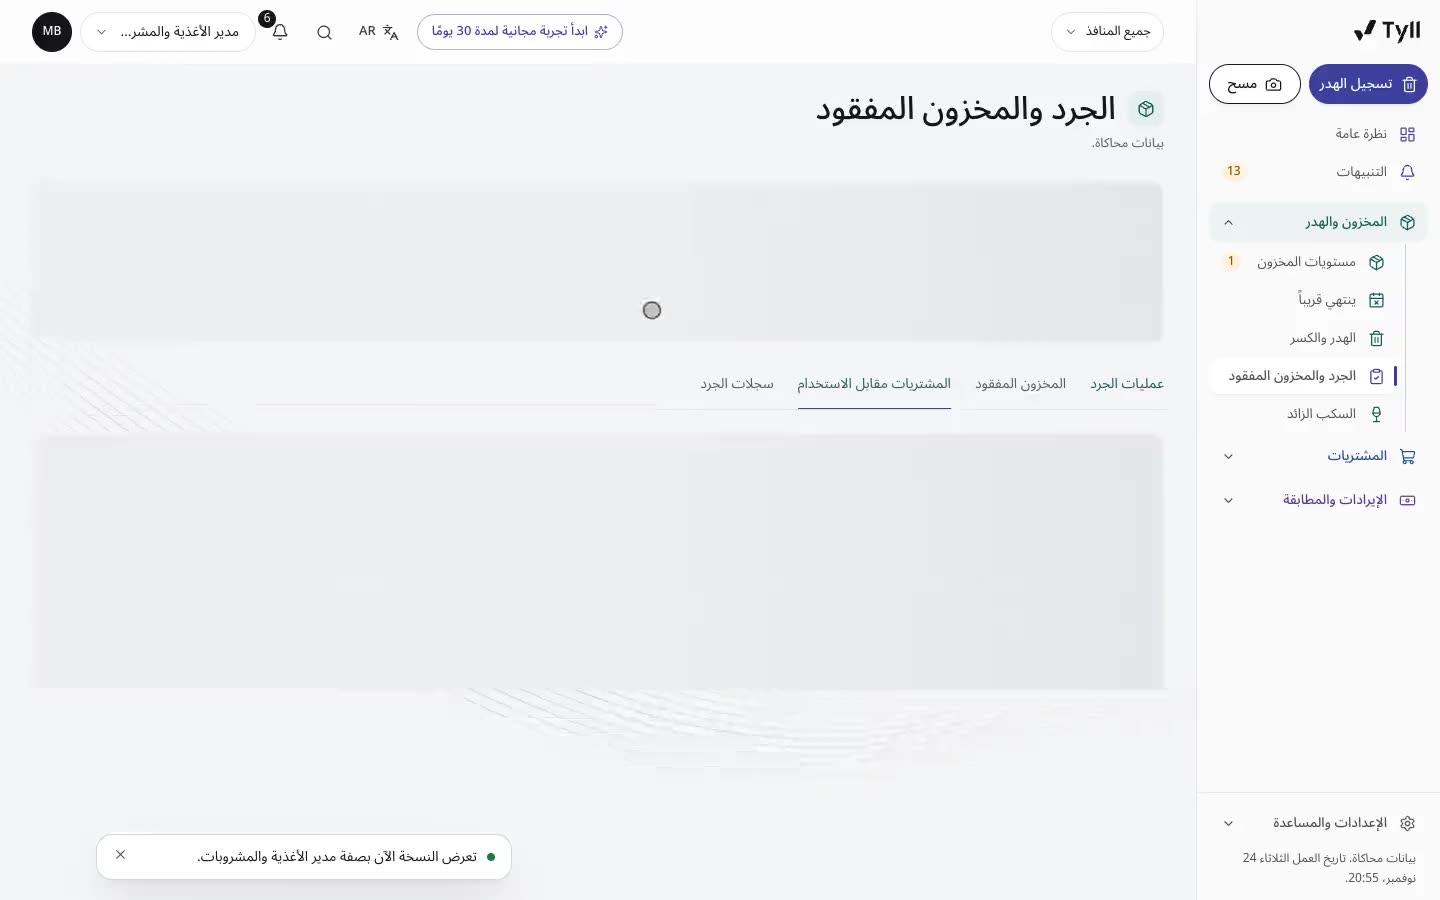 Tyll
تسجيل الهدر
مسح
نظرة عامة
التنبيهات
13
المخزون والهدر
مستويات المخزون
1
ينتهي قريباً
الهدر والكسر
الجرد والمخزون المفقود
السكب الزائد
المشتريات
الإيرادات والمطابقة
الإعدادات والمساعدة
بيانات محاكاة. تاريخ العمل الثلاثاء 24
نوفمبر، 20:55.
جميع المنافذ
ابدأ تجربة مجانية لمدة 30 يومًا
AR
6
مدير الأغذية والمشر...
MB
الجرد والمخزون المفقود
بيانات محاكاة.
عمليات الجرد
المخزون المفقود
المشتريات مقابل الاستخدام
سجلات الجرد
تعرض النسخة الآن بصفة مدير الأغذية والمشروبات.